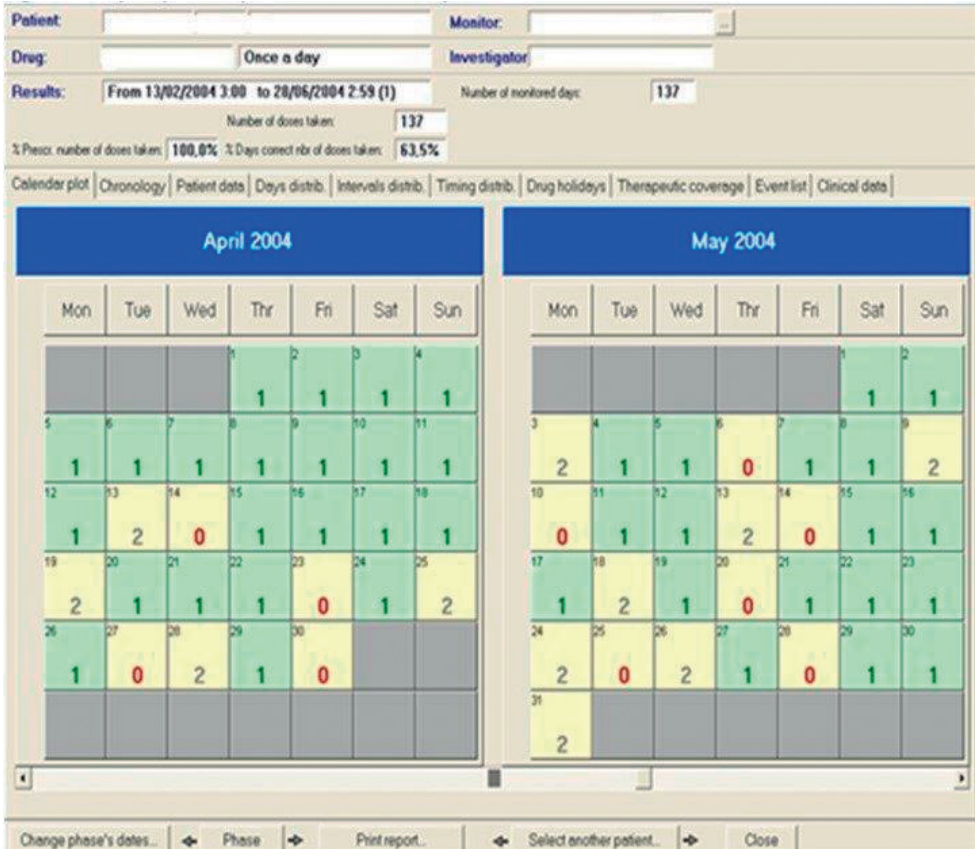 Patient: Monitor: ...
Drug: Once a day Investigator
Results: From 13/02/2004 3:00 to 28/06/2004 2:59 (1) Number of monitored days: 137
Number of doses taken: 137
% Prescr. number of doses taken: 100,0% % Days correct nbr of doses taken: 63,5%
Calendar plot Chronology Patient data Days distrib. Intervals distrib. Timing distrib. Drug holidays Therapeutic coverage Event list Clinical data
April 2004
Mon Tue Wed Thr Fri Sat Sun
1 2 3 4
1 1 1 1
5 6 7 8 9 10 11
1 1 1 1 1 1 1
12 13 14 15 16 17 18
1 2 0 1 1 1 1
19 20 21 22 23 24 25
2 1 1 1 0 1 2
26 27 28 29 30
1 0 2 1 0
May 2004
Mon Tue Wed Thr Fri Sat Sun
1 2
1 1
3 4 5 6 7 8 9
2 1 1 0 1 1 2
10 11 12 13 14 15 16
0 1 1 2 0 1 1
17 18 19 20 21 22 23
1 2 1 0 1 1 1
24 25 26 27 28 29 30
2 0 2 1 0 1 1
31
2
Change phase's dates... Phase Print report... Select another patient... Close